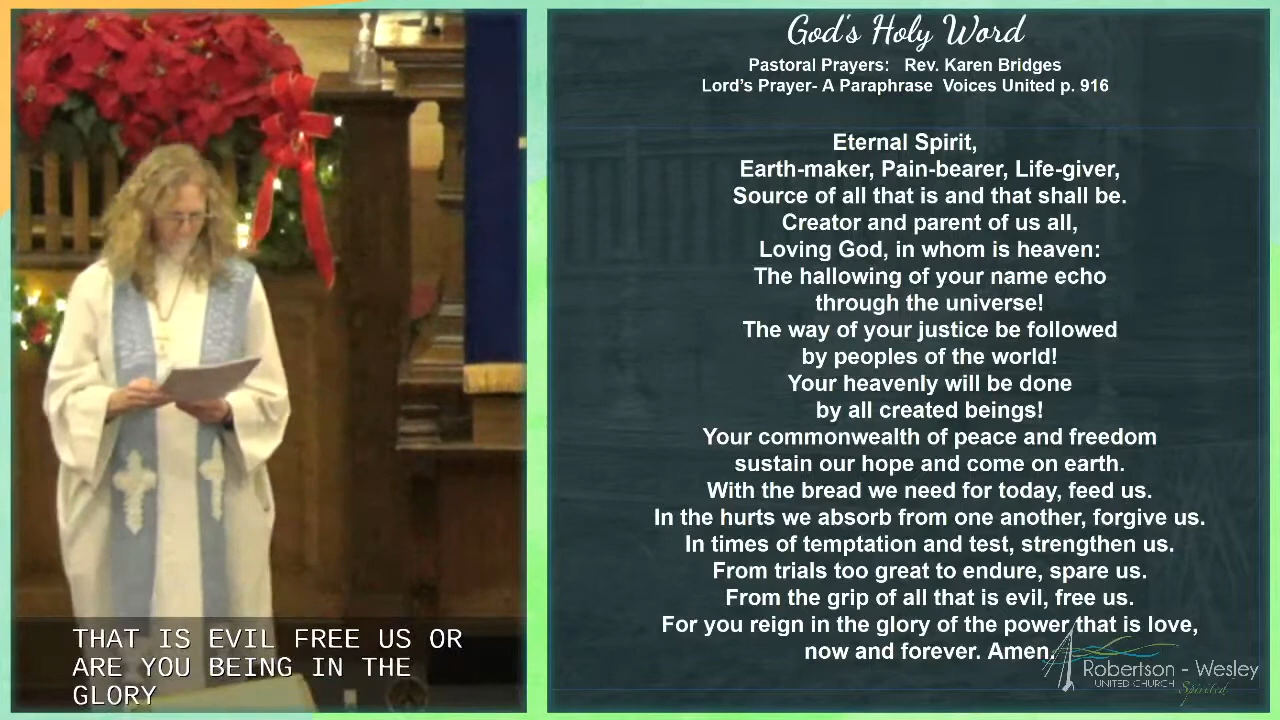 God's Holy Word
Pastoral Prayers: Rev. Karen Bridges
Lord's Prayer- A Paraphrase Voices United p. 916
Eternal Spirit,
Earth-maker, Pain-bearer, Life-giver,
Source of all that is and that shall be.
Creator and parent of us all,
Loving God, in whom is heaven:
The hallowing of your name echo
through the universe!
The way of your justice be followed
by peoples of the world!
Your heavenly will be done
by all created beings!
Your commonwealth of peace and freedom
sustain our hope and come on earth.
With the bread we need for today, feed us.
In the hurts we absorb from one another, forgive us.
In times of temptation and test, strengthen us.
From trials too great to endure, spare us.
From the grip of all that is evil, free us.
For you reign in the glory of the power that is love,
now and forever. Amen.
Robertson - Wesley
UNITED CHURCH
Spirited
THAT IS EVIL FREE US OR
ARE YOU BEING IN THE
GLORY